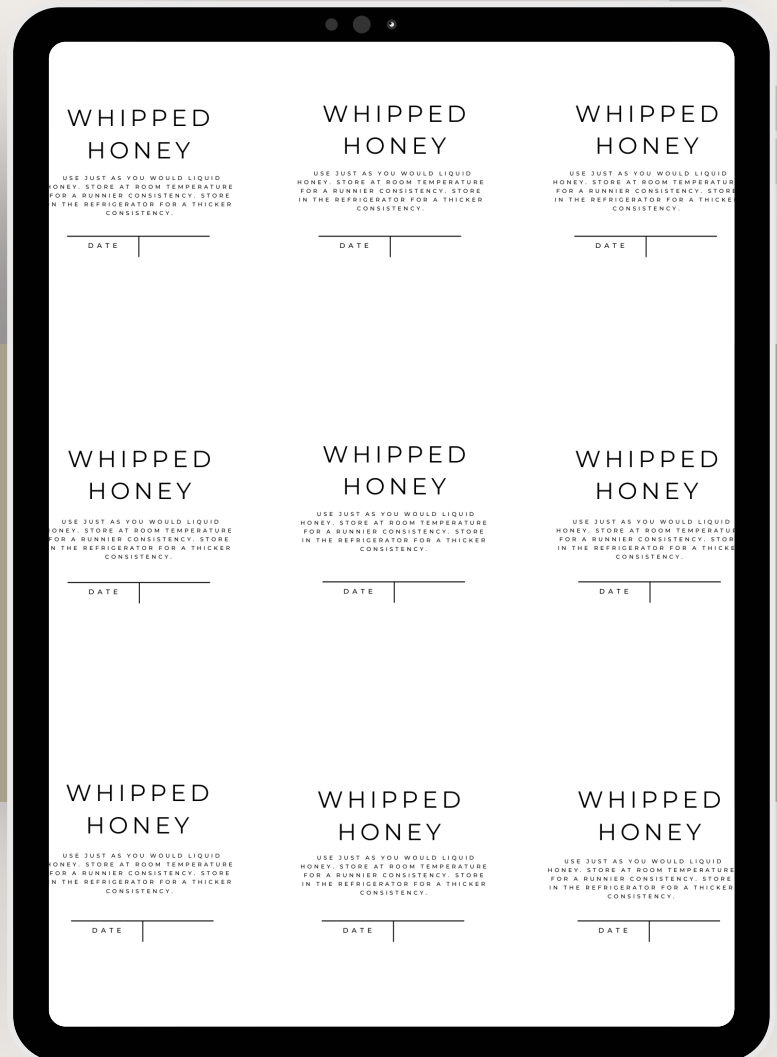 WHIPPED
HONEY
USE JUST AS YOU WOULD LIQUID
HONEY. STORE AT ROOM TEMPERATURE
FOR A RUNNIER CONSISTENCY. STORE
IN THE REFRIGERATOR FOR A THICKER
CONSISTENCY.
DATE
WHIPPED
HONEY
USE JUST AS YOU WOULD LIQUID
HONEY. STORE AT ROOM TEMPERATURE
FOR A RUNNIER CONSISTENCY. STORE
IN THE REFRIGERATOR FOR A THICKER
CONSISTENCY.
DATE
WHIPPED
HONEY
USE JUST AS YOU WOULD LIQUID
HONEY. STORE AT ROOM TEMPERATUR
FOR A RUNNIER CONSISTENCY. STORE
IN THE REFRIGERATOR FOR A THICKE
CONSISTENCY.
DATE
WHIPPED
HONEY
USE JUST AS YOU WOULD LIQUID
HONEY. STORE AT ROOM TEMPERATURE
FOR A RUNNIER CONSISTENCY. STORE
N THE REFRIGERATOR FOR A THICKER
CONSISTENCY.
DATE
WHIPPED
HONEY
USE JUST AS YOU WOULD LIQUID
HONEY. STORE AT ROOM TEMPERATURE
FOR A RUNNIER CONSISTENCY. STORE
IN THE REFRIGERATOR FOR A THICKER
CONSISTENCY.
DATE
WHIPPED
HONEY
USE JUST AS YOU WOULD LIQUID
HONEY. STORE AT ROOM TEMPERATU
FOR A RUNNIER CONSISTENCY. STOR
IN THE REFRIGERATOR FOR A THICKE
CONSISTENCY.
DATE
WHIPPED
HONEY
USE JUST AS YOU WOULD LIQUID
HONEY. STORE AT ROOM TEMPERATURE
FOR A RUNNIER CONSISTENCY. STORE
N THE REFRIGERATOR FOR A THICKER
CONSISTENCY.
DATE
WHIPPED
HONEY
USE JUST AS YOU WOULD LIQUID
HONEY. STORE AT ROOM TEMPERATURE
FOR A RUNNIER CONSISTENCY. STORE
IN THE REFRIGERATOR FOR A THICKER
CONSISTENCY.
DATE
WHIPPED
HONEY
USE JUST AS YOU WOULD LIQUID
HONEY. STORE AT ROOM TEMPERATURE
FOR A RUNNIER CONSISTENCY. STORE
IN THE REFRIGERATOR FOR A THICKER
CONSISTENCY.
DATE